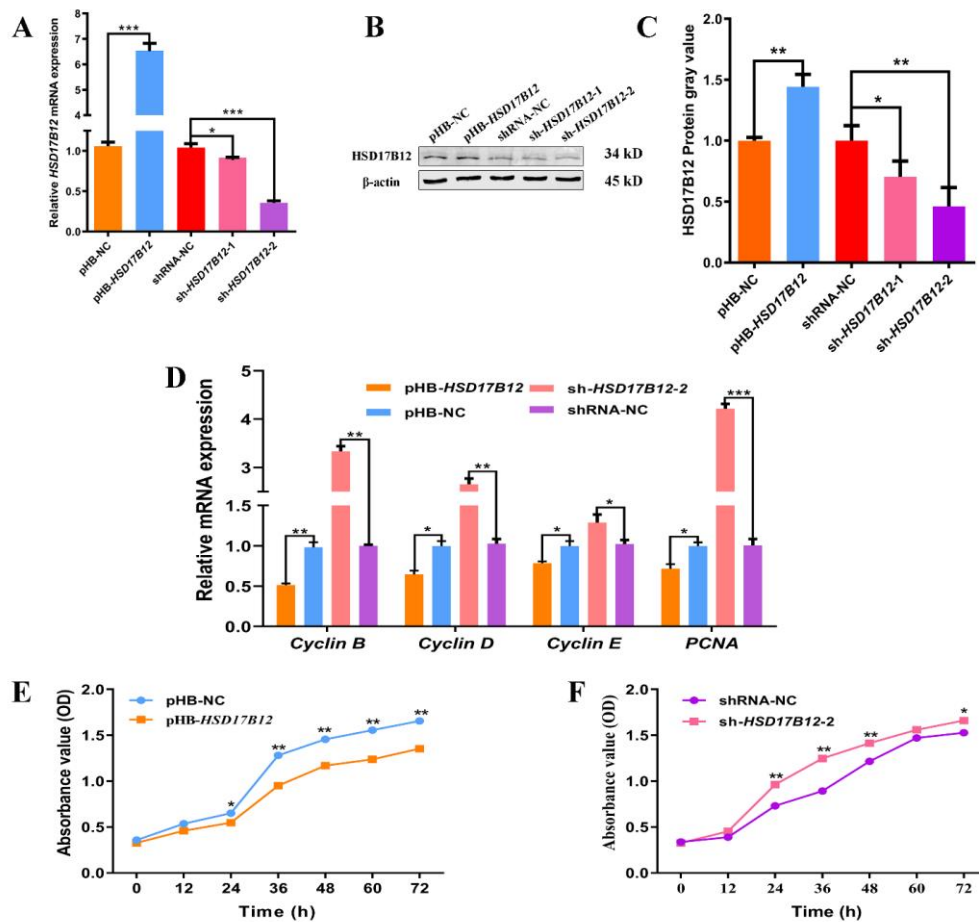 A
Relative HSD17B12 mRNA expression
8
7
6
5
4
1.0
0.5
0.0
***
***
*
pHB-NC
pHB-HSD17B12
shRNA-NC
sh-HSD17B12-1
sh-HSD17B12-2
B
pHB-NC
pHB-HSD17B12
shRNA-NC
sh-HSD17B12-1
sh-HSD17B12-2
HSD17B12
34 kD
β-actin
45 kD
C
HSD17B12 Protein gray value
2.0
1.5
1.0
0.5
0.0
**
**
*
pHB-NC
pHB-HSD17B12
shRNA-NC
sh-HSD17B12-1
sh-HSD17B12-2
D
pHB-HSD17B12
sh-HSD17B12-2
pHB-NC
shRNA-NC
Relative mRNA expression
5
4
3
1.5
1.0
0.5
0.0
**
**
*
**
*
*
*
***
Cyclin B
Cyclin D
Cyclin E
PCNA
E
pHB-NC
pHB-HSD17B12
Absorbance value (OD)
2.0
1.5
1.0
0.5
0.0
*
**
**
**
**
0 12 24 36 48 60 72
Time (h)
F
shRNA-NC
sh-HSD17B12-2
Absorbance value (OD)
2.0
1.5
1.0
0.5
0.0
**
**
**
*
0 12 24 36 48 60 72
Time (h)